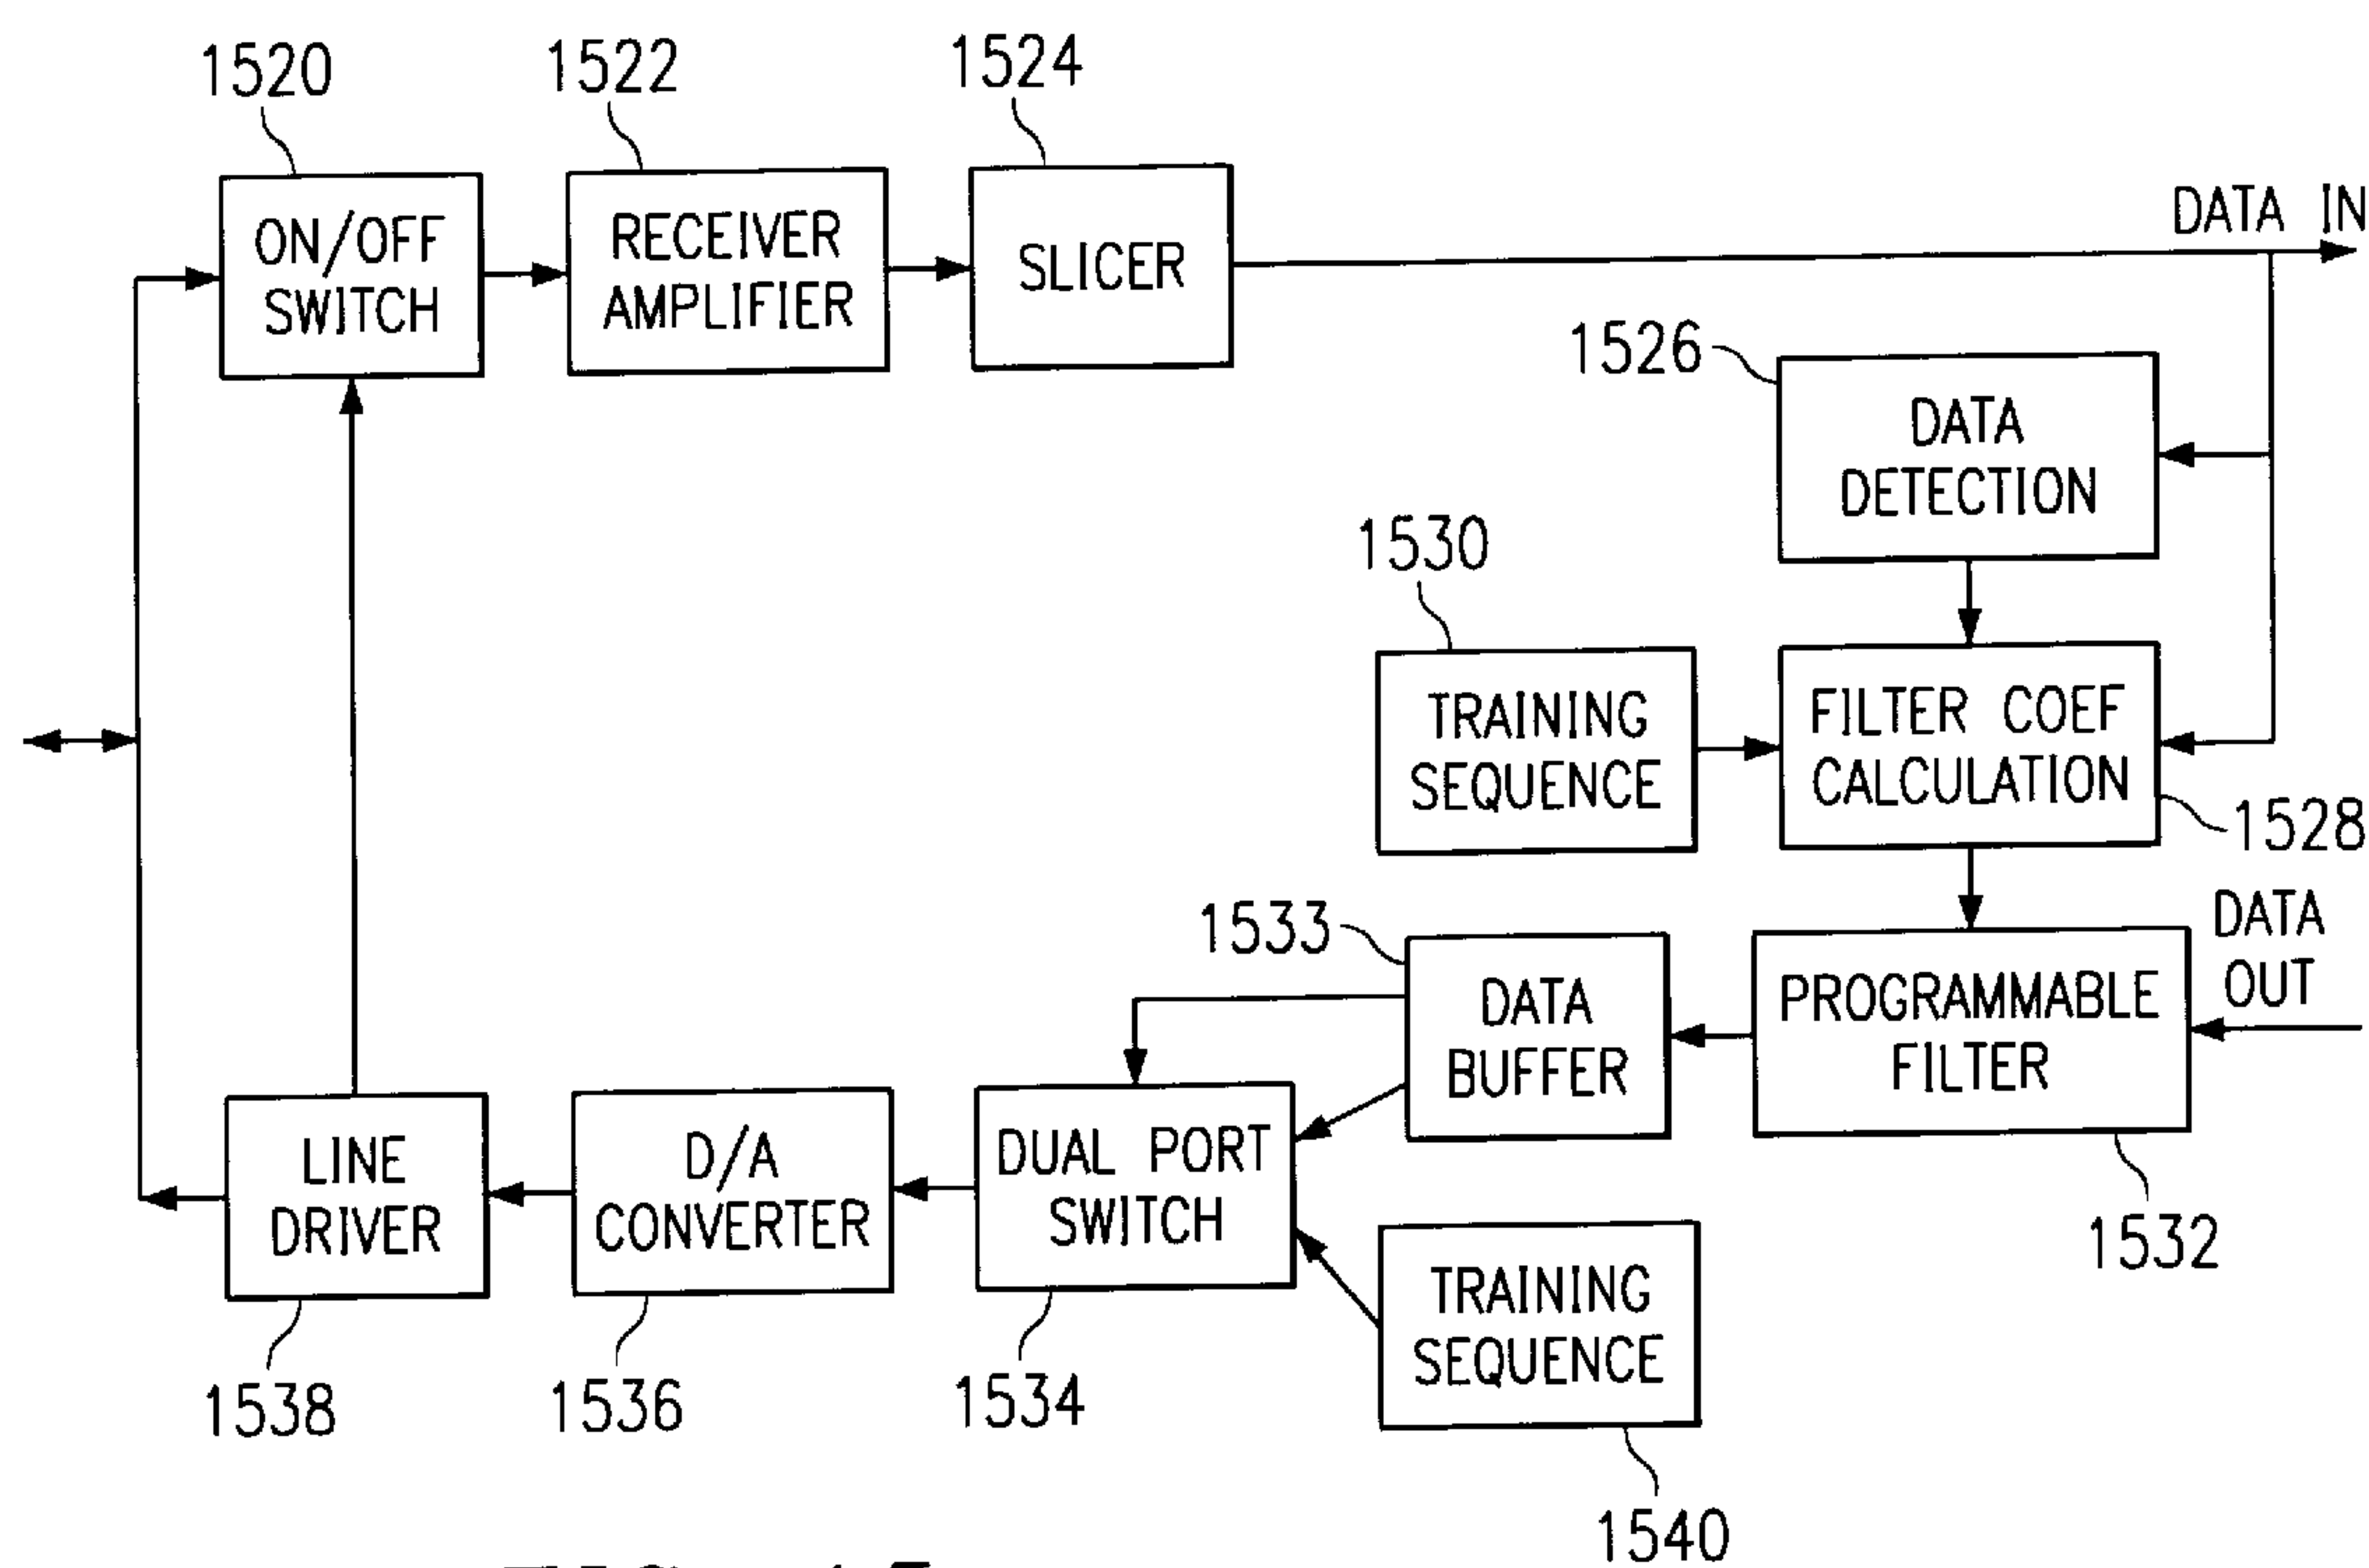 1520
1522
1524
ON/OFF
SWITCH
RECEIVER
AMPLIFIER
SLICER
DATA IN
1526
DATA
DETECTION
1530
TRAINING
SEQUENCE
FILTER COEF
CALCULATION
1528
1533
DATA
BUFFER
PROGRAMMABLE
FILTER
DATA
OUT
LINE
DRIVER
D/A
CONVERTER
DUAL PORT
SWITCH
1532
TRAINING
SEQUENCE
1538
1536
1534
1540